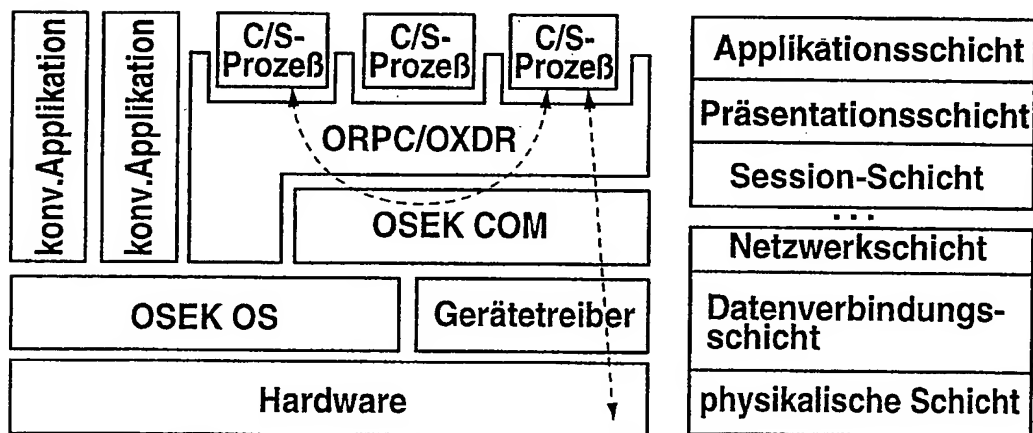 konv.Applikation
konv.Applikation
C/S-
Prozeß
C/S-
Prozeß
C/S-
Prozeß
ORPC/OXDR
OSEK COM
OSEK OS
Gerätetreiber
Hardware
Applikationsschicht
Präsentationsschicht
Session-Schicht
...
Netzwerkschicht
Datenverbindungs-
schicht
physikalische Schicht